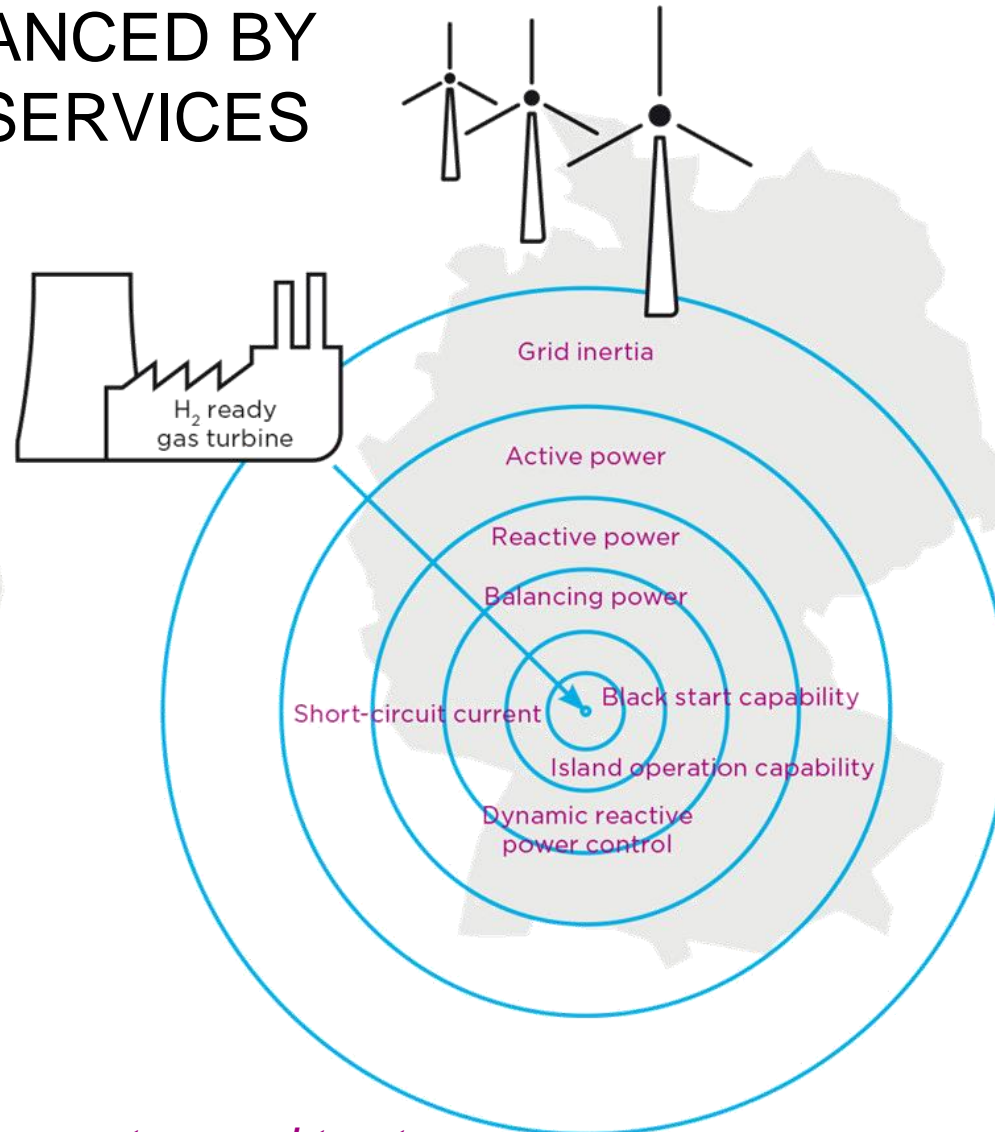 ANCED BY
SERVICES
Grid inertia
H₂ ready
gas turbine
Active power
Reactive power
Balancing power
Black start capability
Short-circuit current
Island operation capability
Dynamic reactive
power control